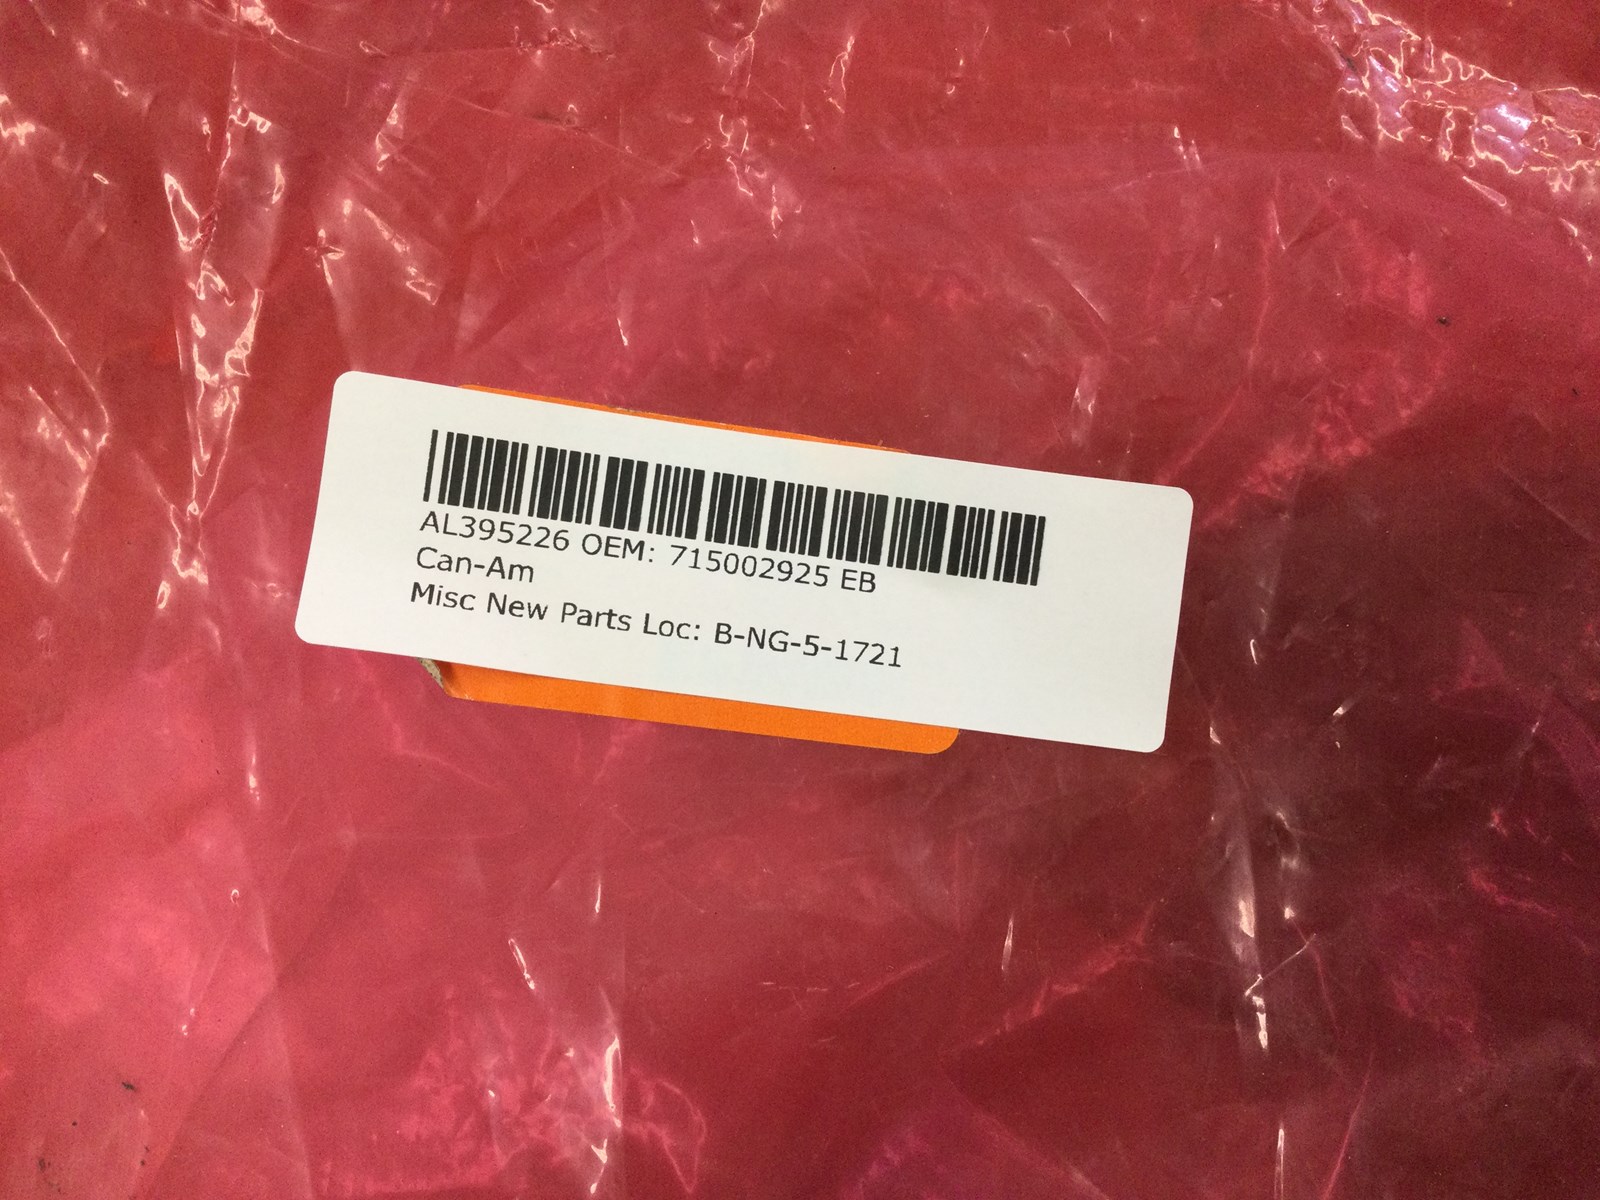 AL395226 OEM: 715002925 EB
Can-Am
Misc New Parts Loc: B-NG-5-1721